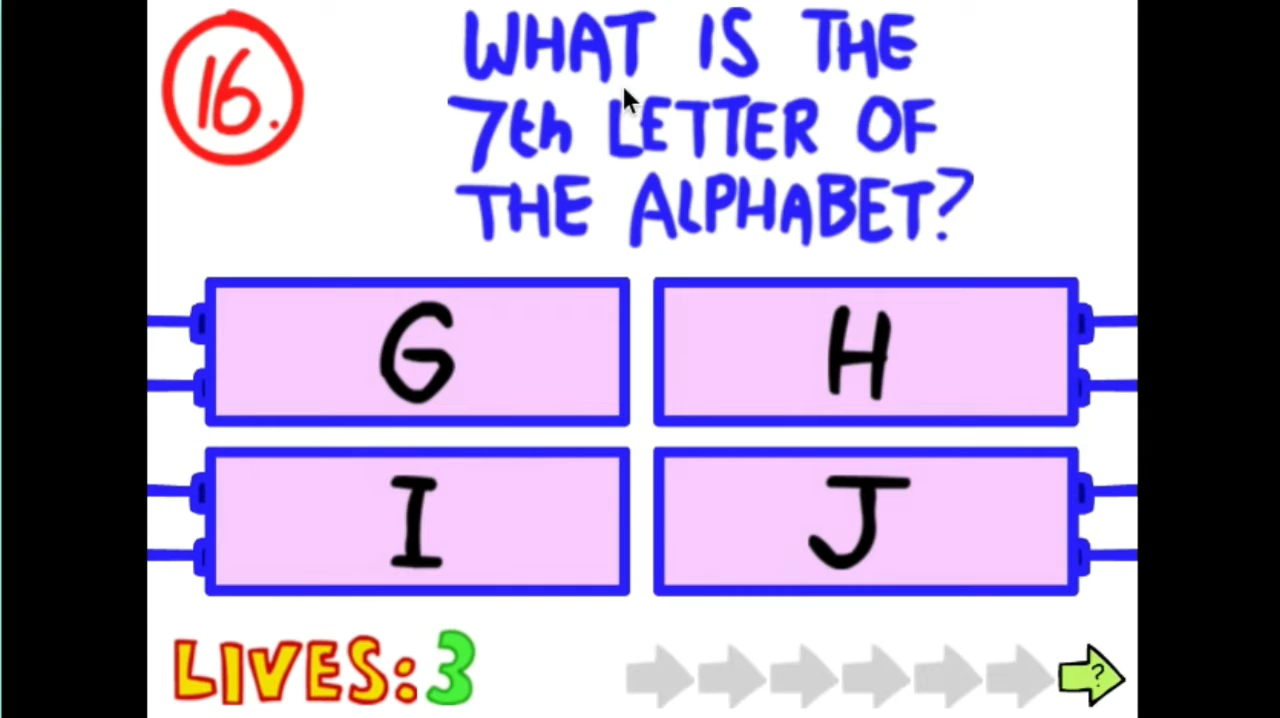 16.
WHAT IS THE
7th LETTER OF
THE ALPHABET?
G
H
I
J
LIVES: 3
?